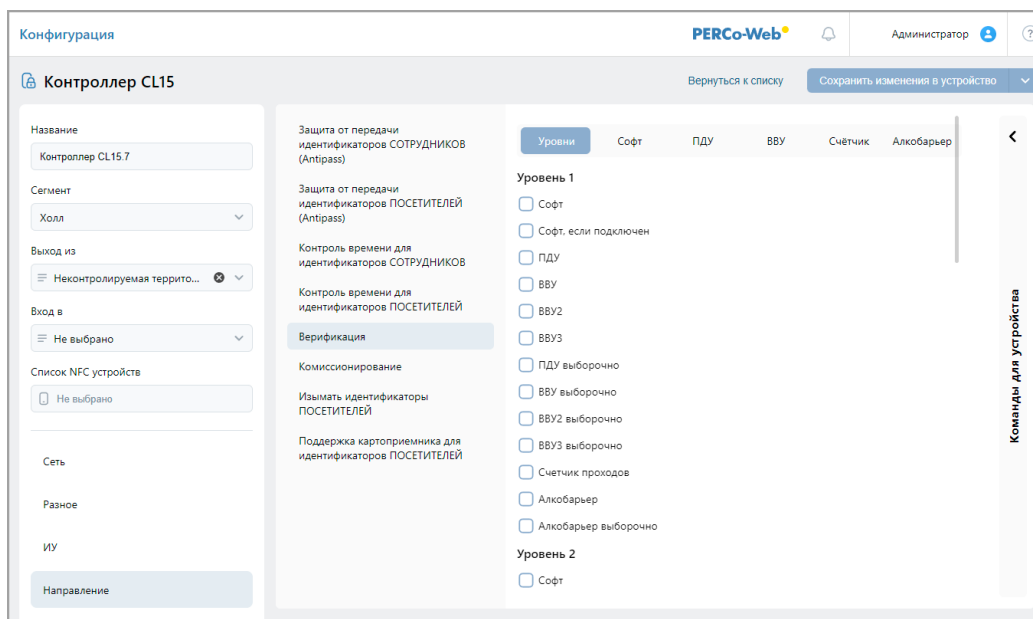 Конфигурация
PERCo-Web
Администратор
?
Контроллер CL15
Вернуться к списку
Сохранить изменения в устройство
Название
Контроллер CL15.7
Сегмент
Холл
Выход из
Неконтролируемая террито...
Вход в
Не выбрано
Список NFC устройств
Не выбрано
Сеть
Разное
ИУ
Направление
Защита от передачи
идентификаторов СОТРУДНИКОВ
(Antipass)
Защита от передачи
идентификаторов ПОСЕТИТЕЛЕЙ
(Antipass)
Контроль времени для
идентификаторов СОТРУДНИКОВ
Контроль времени для
идентификаторов ПОСЕТИТЕЛЕЙ
Верификация
Комиссионирование
Изымать идентификаторы
ПОСЕТИТЕЛЕЙ
Поддержка картоприемника для
идентификаторов ПОСЕТИТЕЛЕЙ
Уровни Софт ПДУ ВВУ Счётчик Алкобарьер
Уровень 1
Софт
Софт, если подключен
ПДУ
ВВУ
ВВУ2
ВВУ3
ПДУ выборочно
ВВУ выборочно
ВВУ2 выборочно
ВВУ3 выборочно
Счетчик проходов
Алкобарьер
Алкобарьер выборочно
Уровень 2
Софт
Команды для устройства